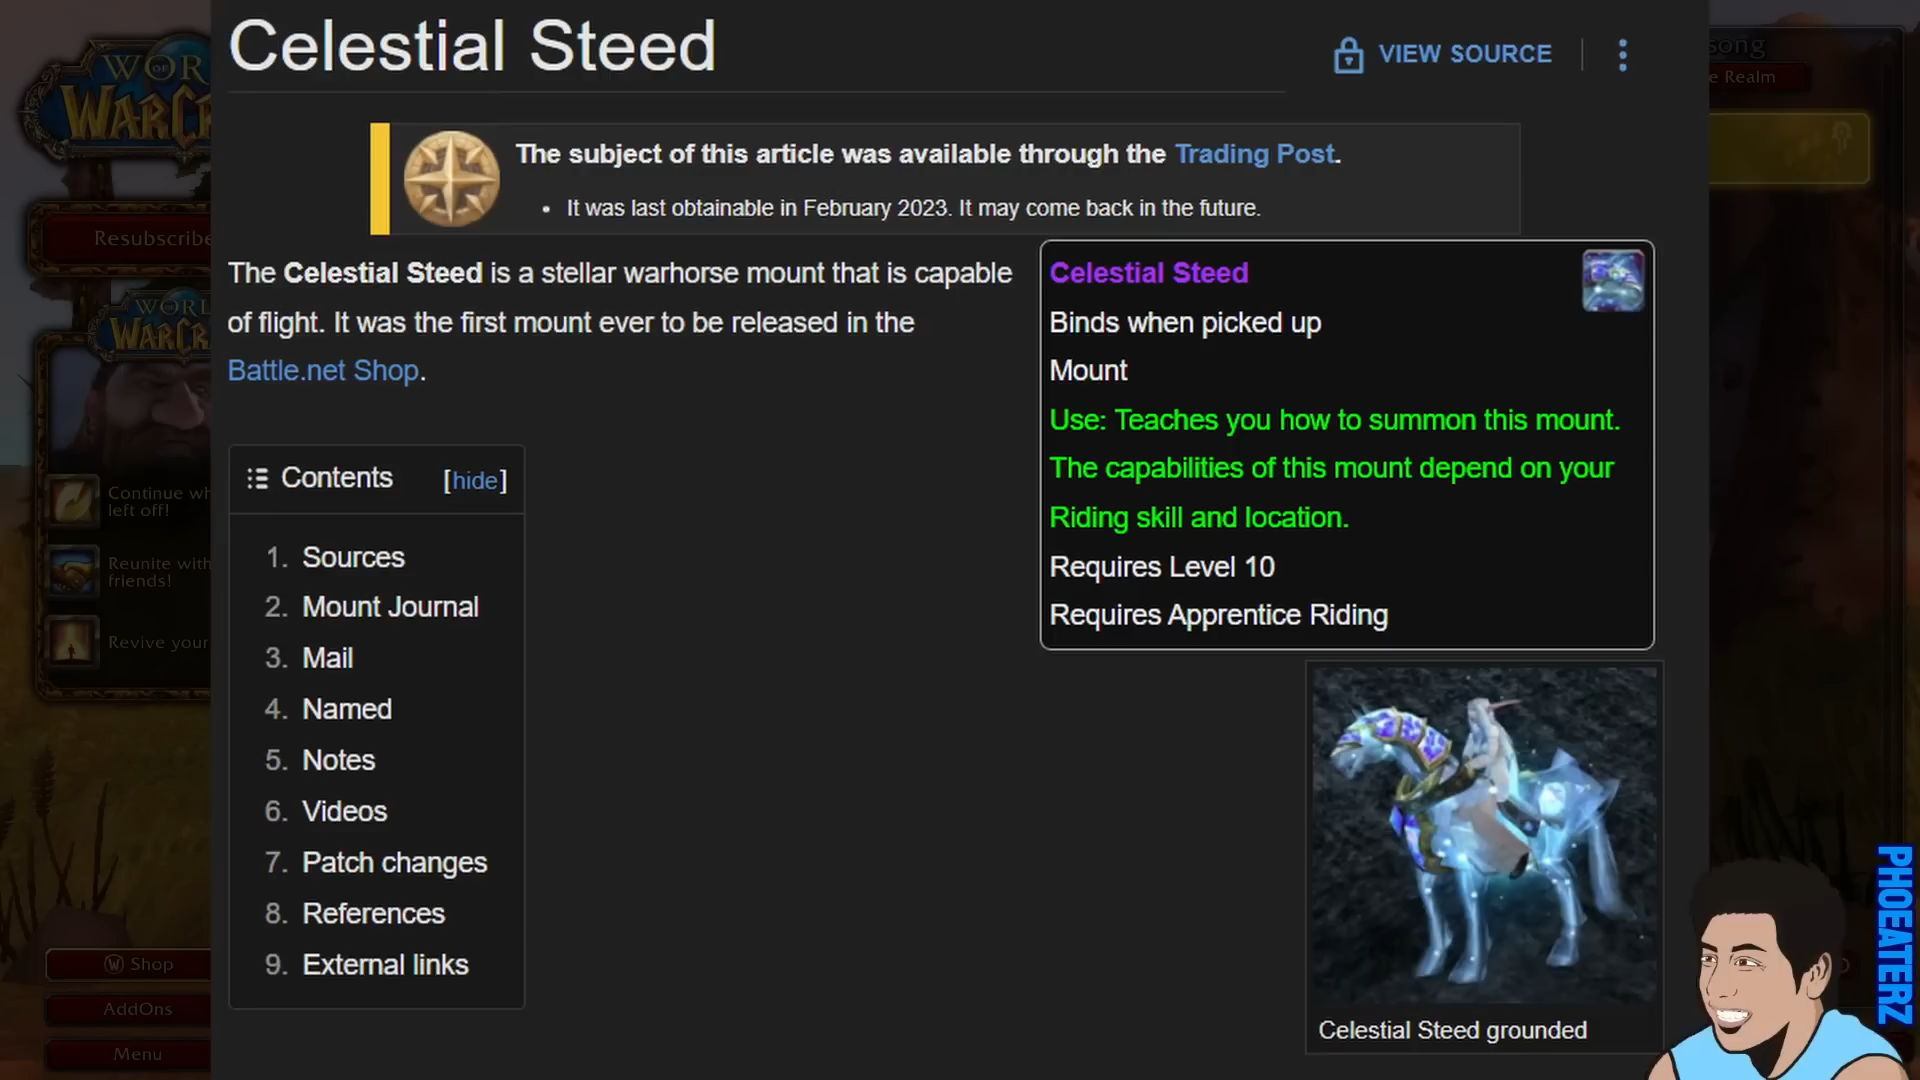 Celestial Steed
VIEW SOURCE
The subject of this article was available through the Trading Post.
• It was last obtainable in February 2023. It may come back in the future.
The Celestial Steed is a stellar warhorse mount that is capable
of flight. It was the first mount ever to be released in the
Battle.net Shop.
Contents [hide]
1. Sources
2. Mount Journal
3. Mail
4. Named
5. Notes
6. Videos
7. Patch changes
8. References
9. External links
Celestial Steed
Binds when picked up
Mount
Use: Teaches you how to summon this mount.
The capabilities of this mount depend on your
Riding skill and location.
Requires Level 10
Requires Apprentice Riding
Celestial Steed grounded
Resubscribe
left off!
Reunite with
friends!
Revive your
Shop
AddOns
Menu
Realm
PHOEATERZ